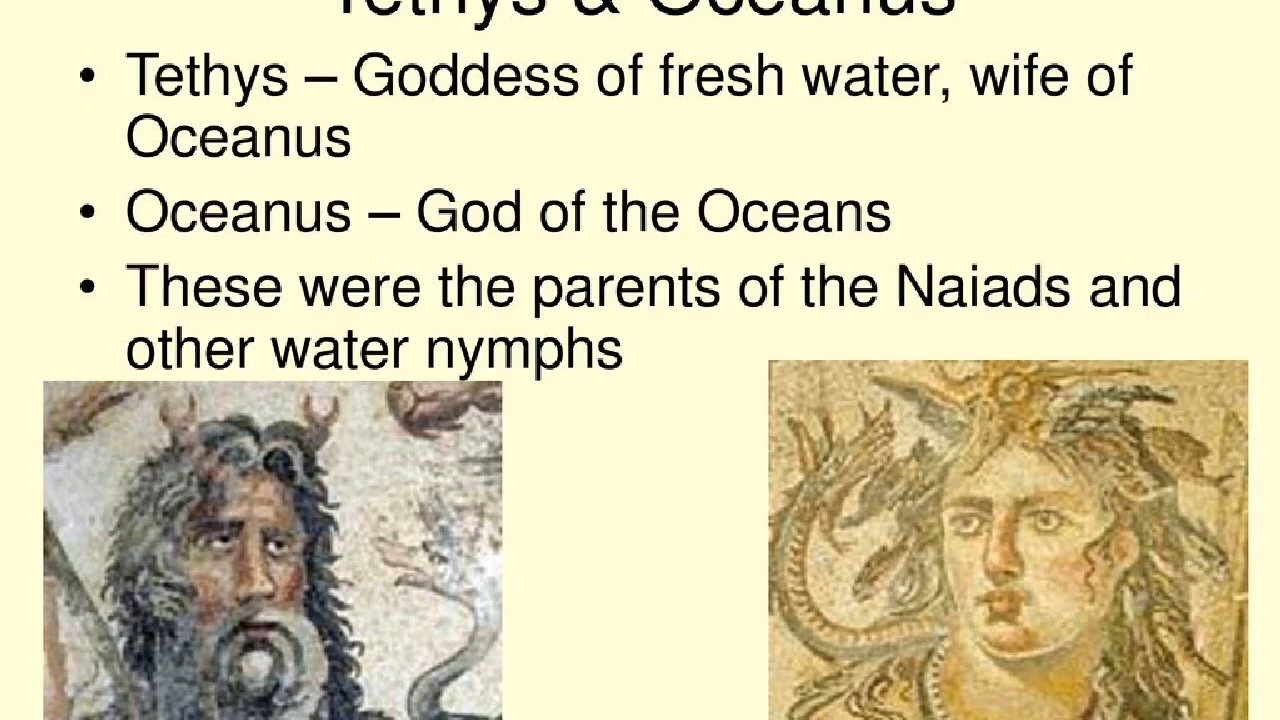 Tethys & Oceanus
• Tethys – Goddess of fresh water, wife of
Oceanus
• Oceanus – God of the Oceans
• These were the parents of the Naiads and
other water nymphs